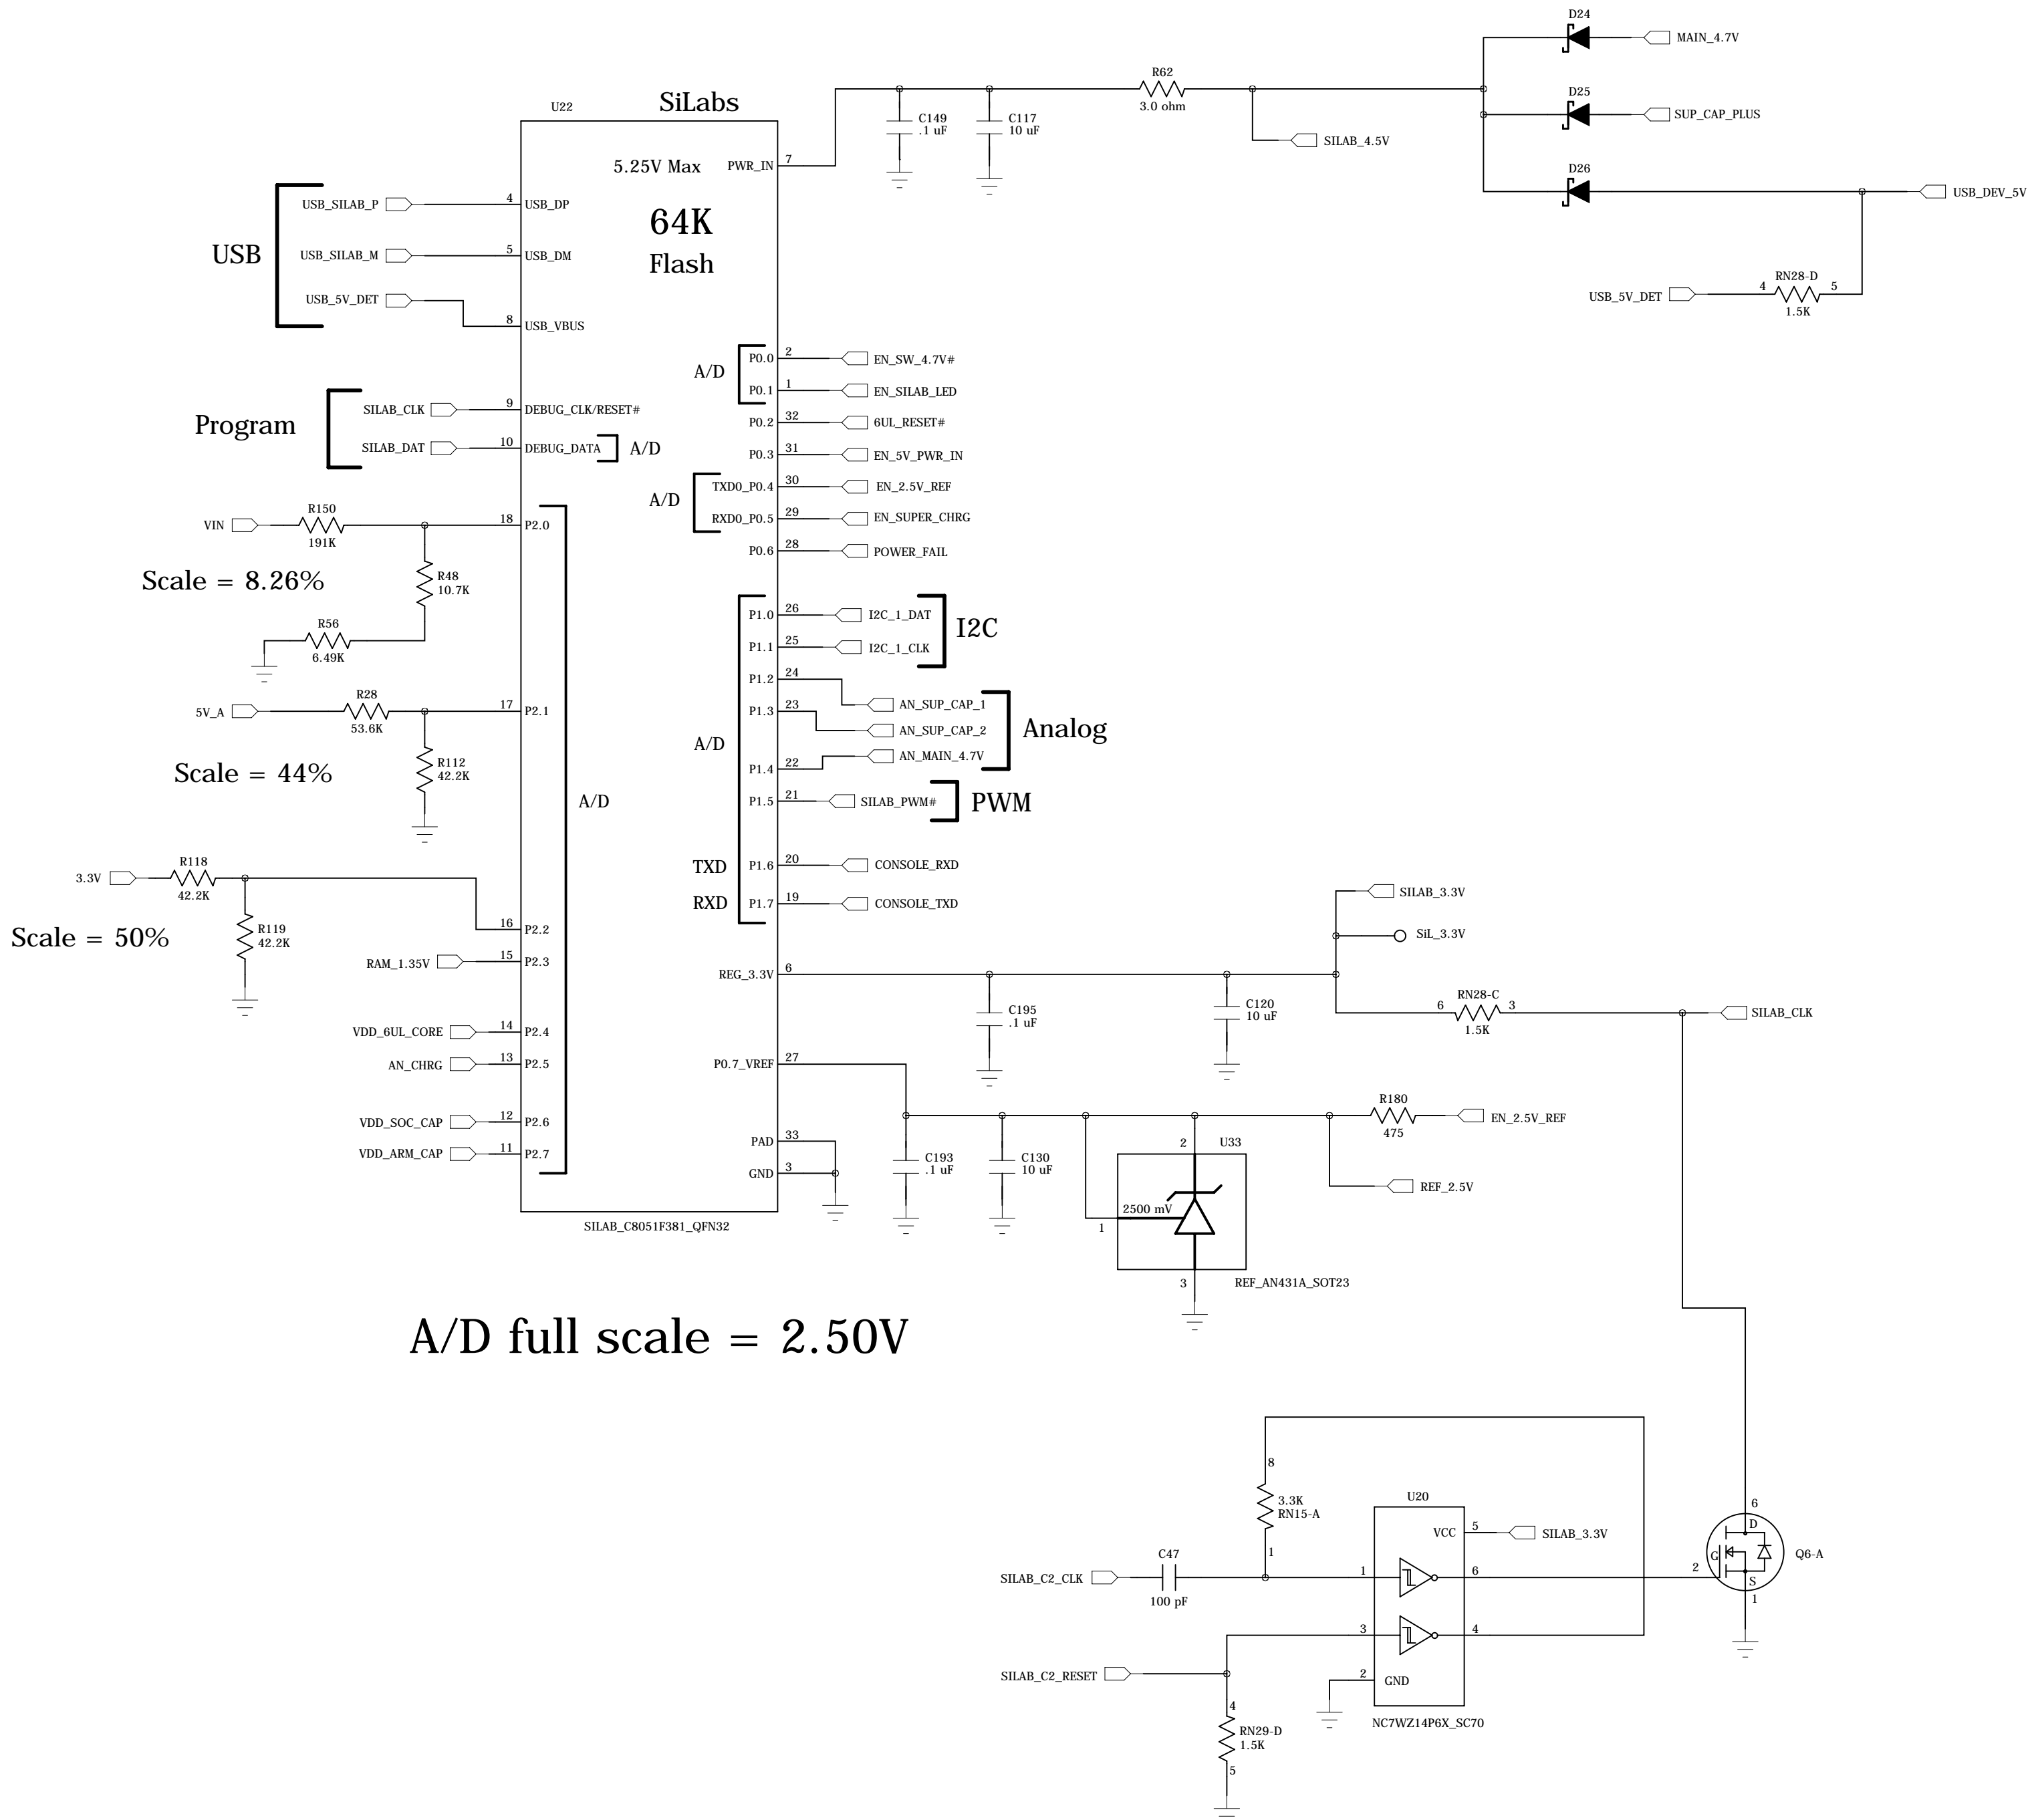 D24
MAIN_4.7V
R62
3.0 ohm
D25
SUP_CAP_PLUS
SILAB_4.5V
D26
USB_DEV_5V
USB_5V_DET
4
RN28-D
5
1.5K
C149
.1 uF
C117
10 uF
U22
SiLabs
5.25V Max
PWR_IN
7
64K
Flash
USB
USB_SILAB_P
4
USB_DP
USB_SILAB_M
5
USB_DM
USB_5V_DET
8
USB_VBUS
Program
SILAB_CLK
9
DEBUG_CLK/RESET#
SILAB_DAT
10
DEBUG_DATA
A/D
A/D
P0.0
2
EN_SW_4.7V#
P0.1
1
EN_SILAB_LED
P0.2
32
6UL_RESET#
P0.3
31
EN_5V_PWR_IN
A/D
TXD0_P0.4
30
EN_2.5V_REF
RXD0_P0.5
29
EN_SUPER_CHRG
P0.6
28
POWER_FAIL
VIN
R150
191K
18
P2.0
Scale = 8.26%
R48
10.7K
R56
6.49K
5V_A
R28
53.6K
17
P2.1
Scale = 44%
R112
42.2K
A/D
3.3V
R118
42.2K
Scale = 50%
R119
42.2K
16
P2.2
RAM_1.35V
15
P2.3
VDD_6UL_CORE
14
P2.4
AN_CHRG
13
P2.5
VDD_SOC_CAP
12
P2.6
VDD_ARM_CAP
11
P2.7
A/D
P1.0
26
I2C_1_DAT
P1.1
25
I2C_1_CLK
I2C
P1.2
24
AN_SUP_CAP_1
P1.3
23
AN_SUP_CAP_2
P1.4
22
AN_MAIN_4.7V
Analog
P1.5
21
SILAB_PWM#
PWM
TXD
P1.6
20
CONSOLE_RXD
RXD
P1.7
19
CONSOLE_TXD
SILAB_3.3V
SiL_3.3V
REG_3.3V
6
C195
.1 uF
C120
10 uF
6
RN28-C
3
1.5K
SILAB_CLK
P0.7_VREF
27
R180
475
EN_2.5V_REF
REF_2.5V
PAD
33
GND
3
C193
.1 uF
C130
10 uF
2
U33
2500 mV
1
3
REF_AN431A_SOT23
SILAB_C8051F381_QFN32
A/D full scale = 2.50V
8
3.3K
RN15-A
1
U20
VCC
5
SILAB_3.3V
SILAB_C2_CLK
C47
100 pF
1
6
2
6
D
G
S
1
Q6-A
3
4
SILAB_C2_RESET
2
GND
NC7WZ14P6X_SC70
4
RN29-D
1.5K
5